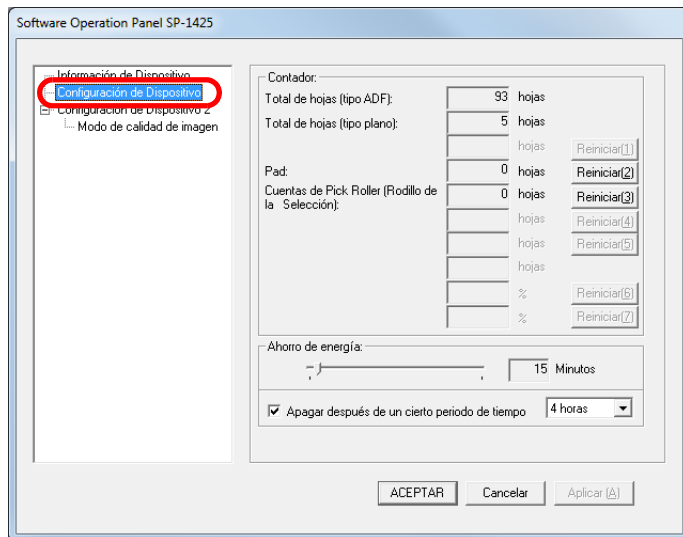 Software Operation Panel SP-1425
Información de Dispositivo
Configuración de Dispositivo
Configuración de Dispositivo 2
Modo de calidad de imagen
Contador:
Total de hojas (tipo ADF): 93 hojas
Total de hojas (tipo plano): 5 hojas
hojas Reiniciar(1)
Pad: 0 hojas Reiniciar(2)
Cuentas de Pick Roller (Rodillo de 0 hojas Reiniciar(3)
la Selección):
hojas Reiniciar(4)
hojas Reiniciar(5)
hojas
% Reiniciar(6)
% Reiniciar(7)
Ahorro de energía:
15 Minutos
Apagar después de un cierto periodo de tiempo 4 horas
ACEPTAR Cancelar Aplicar (A)